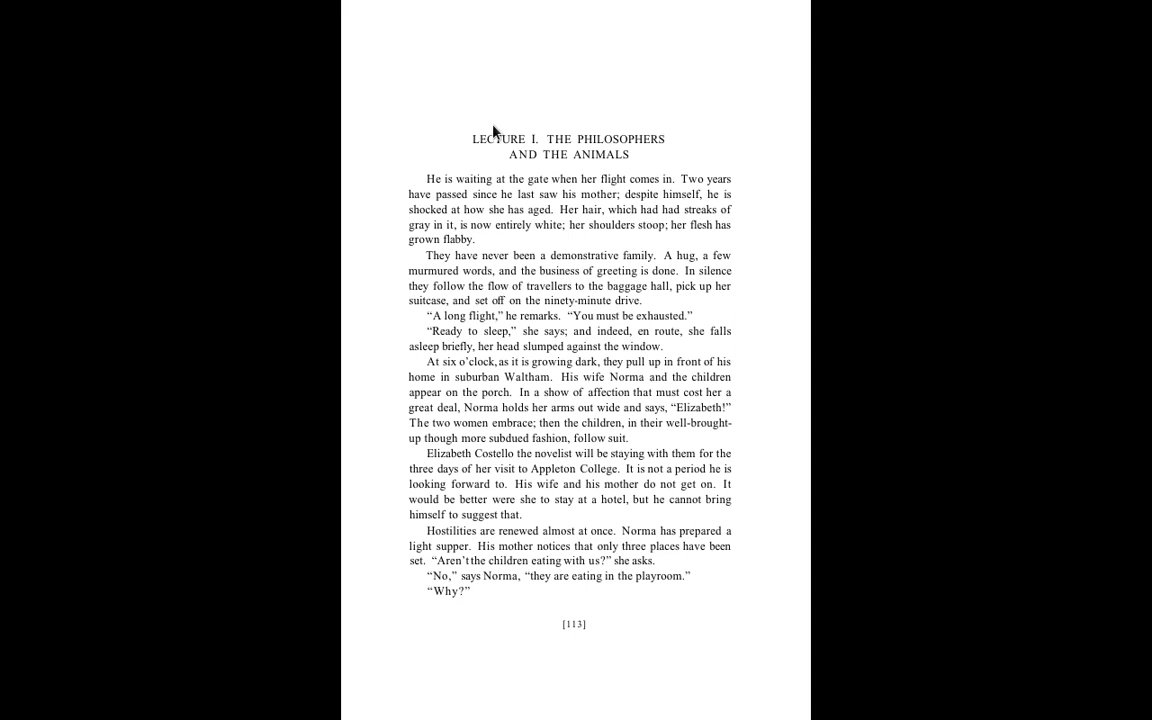 LECTURE I. THE PHILOSOPHERS
AND THE ANIMALS
He is waiting at the gate when her flight comes in. Two years
have passed since he last saw his mother; despite himself, he is
shocked at how she has aged. Her hair, which had had streaks of
gray in it, is now entirely white; her shoulders stoop; her flesh has
grown flabby.
They have never been a demonstrative family. A hug, a few
murmured words, and the business of greeting is done. In silence
they follow the flow of travellers to the baggage hall, pick up her
suitcase, and set off on the ninety-minute drive.
“A long flight,” he remarks. “You must be exhausted.”
“Ready to sleep,” she says; and indeed, en route, she falls
asleep briefly, her head slumped against the window.
At six o’clock, as it is growing dark, they pull up in front of his
home in suburban Waltham. His wife Norma and the children
appear on the porch. In a show of affection that must cost her a
great deal, Norma holds her arms out wide and says, “Elizabeth!”
The two women embrace; then the children, in their well-brought-
up though more subdued fashion, follow suit.
Elizabeth Costello the novelist will be staying with them for the
three days of her visit to Appleton College. It is not a period he is
looking forward to. His wife and his mother do not get on. It
would be better were she to stay at a hotel, but he cannot bring
himself to suggest that.
Hostilities are renewed almost at once. Norma has prepared a
light supper. His mother notices that only three places have been
set. “Aren’t the children eating with us?” she asks.
“No,” says Norma, “they are eating in the playroom.”
“Why?”
[113]